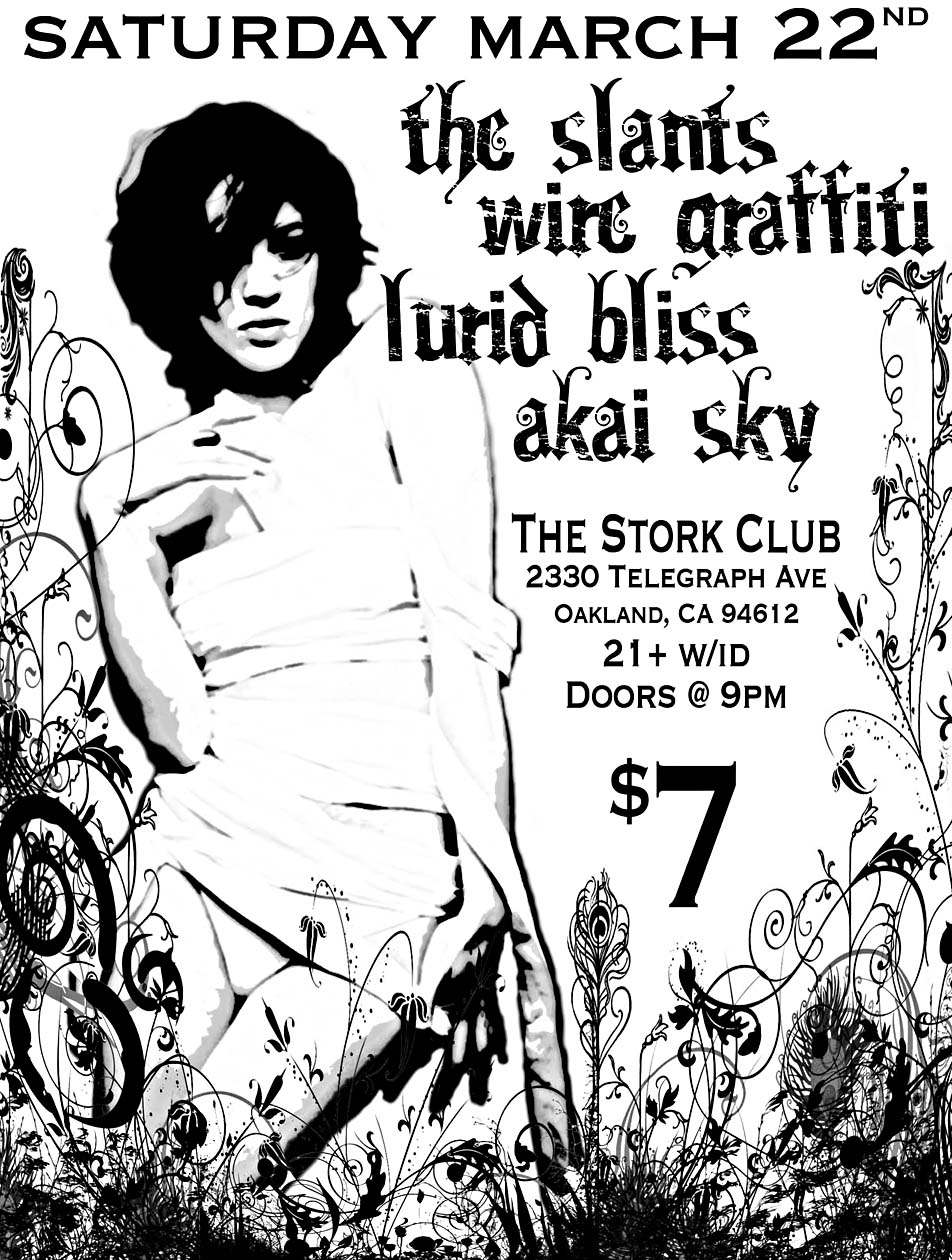 SATURDAY MARCH 22ND
the slants
wire graffiti
lurid bliss
akai sky
THE STORK CLUB
2330 TELEGRAPH AVE
OAKLAND, CA 94612
21+ W/ID
DOORS @ 9PM
$7